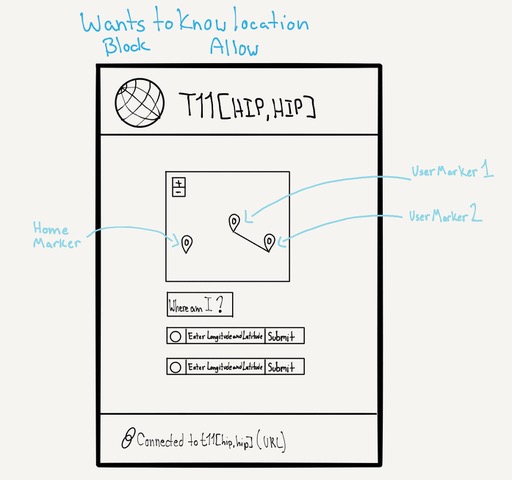 Wants to know location
Block Allow
T11[HIP,HIP]
+
-
User Marker 1
User Marker 2
Home
Marker
Where am I?
Enter Longitude and Latitude Submit
Enter Longitude and Latitude Submit
Connected to t11[hip,hip] (URL)